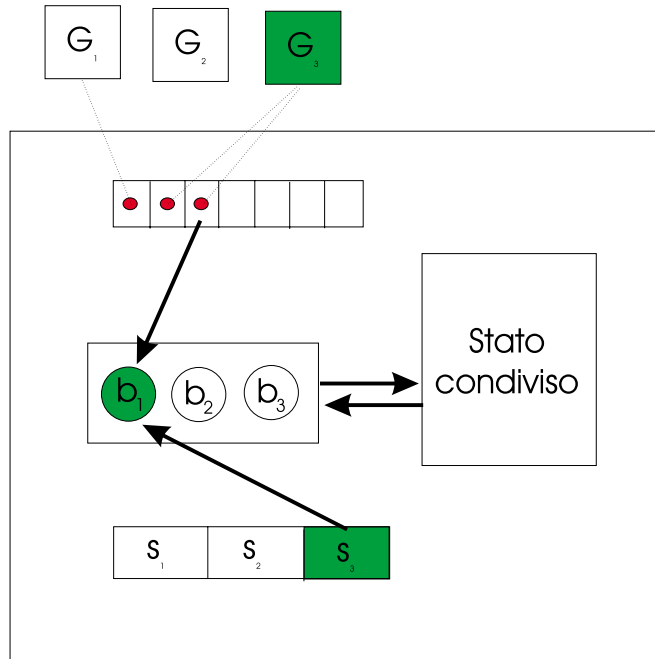 G₁ G₂ G₃
Stato
condiviso
b₁ b₂ b₃
s₁ s₂ s₃